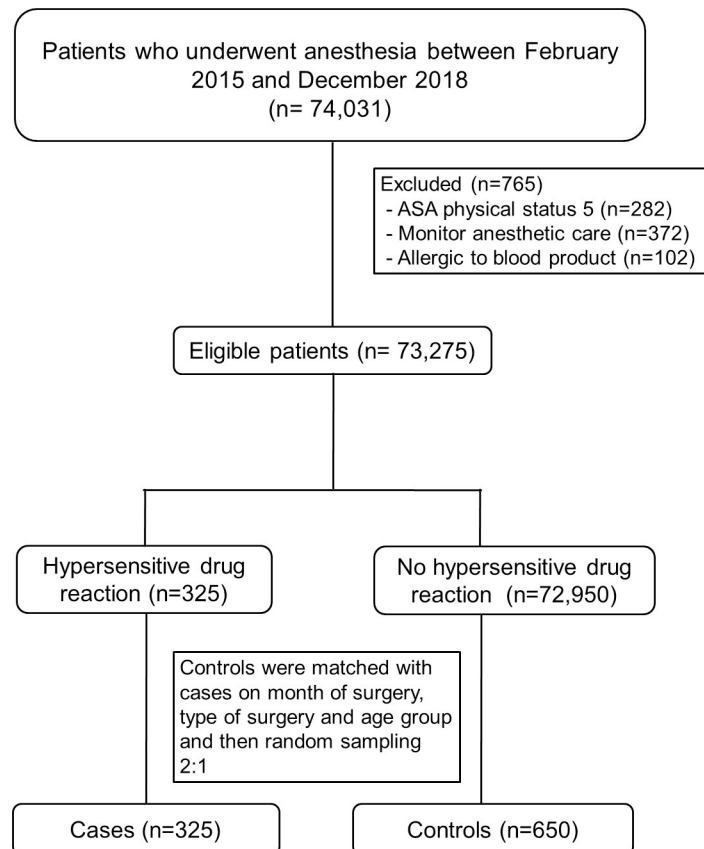 Patients who underwent anesthesia between February
2015 and December 2018
(n= 74,031)
Excluded (n=765)
- ASA physical status 5 (n=282)
- Monitor anesthetic care (n=372)
- Allergic to blood product (n=102)
Eligible patients (n= 73,275)
Hypersensitive drug
reaction (n=325)
No hypersensitive drug
reaction (n=72,950)
Controls were matched with
cases on month of surgery,
type of surgery and age group
and then random sampling
2:1
Cases (n=325)
Controls (n=650)